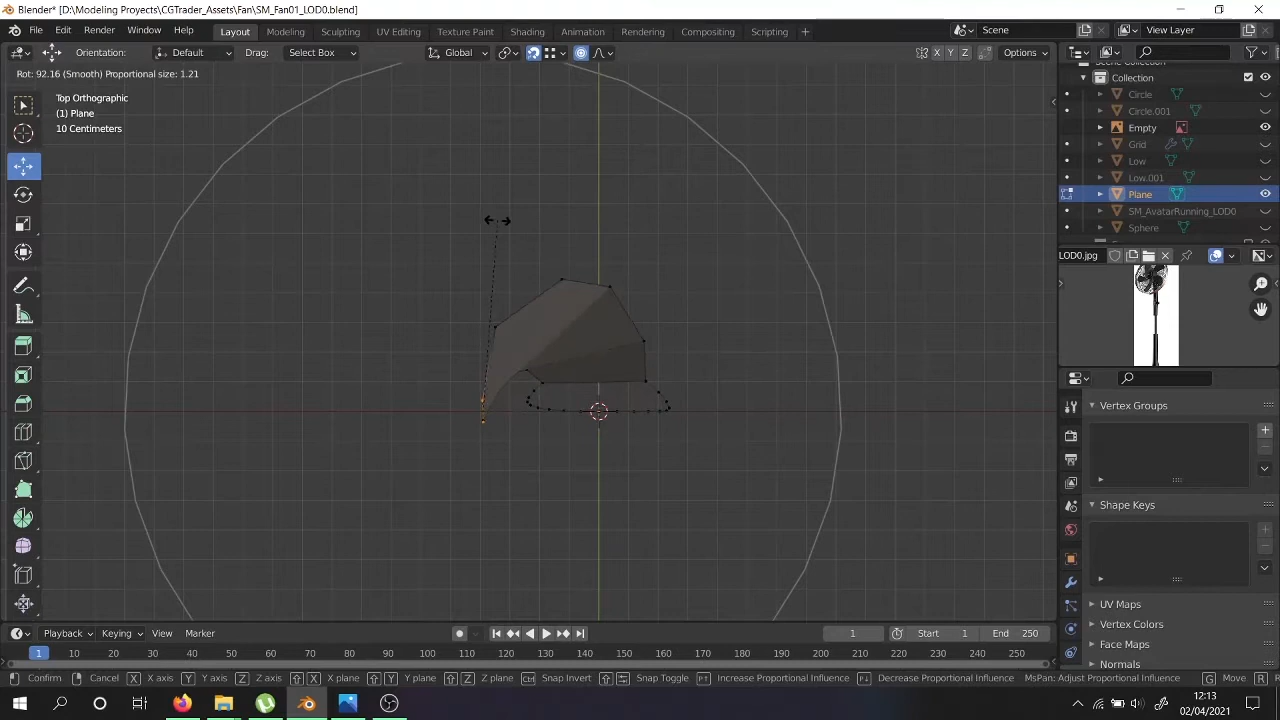 Blender* [D:\Modeling Proyects\CGTrader_Assets\Fan\SM_Fan01_LOD0.blend]
File Edit Render Window Help Layout Modeling Sculpting UV Editing Texture Paint Shading Animation Rendering Compositing Scripting + Scene View Layer
Orientation: Default Drag: Select Box Global X Y Z Options
Rot: 92.16 (Smooth) Proportional size: 1.21
Top Orthographic
(1) Plane
10 Centimeters
Collection
Circle
Circle.001
Empty
Grid
Low
Low.001
Plane
SM_AvatarRunning_LOD0
Sphere
LOD0.jpg
Vertex Groups
Shape Keys
UV Maps
Vertex Colors
Face Maps
Normals
Playback Keying View Marker 1 Start 1 End 250
1 10 20 30 40 50 60 70 80 90 100 110 120 130 140 150 160 170 180 190 200 210 220 230 240 250
Confirm Cancel X X axis Y Y axis Z Z axis X X plane Y Y plane Z Z plane Ctrl Snap Invert Snap Toggle Increase Proportional Influence Decrease Proportional Influence MsPan: Adjust Proportional Influence G Move R R
12:13
02/04/2021